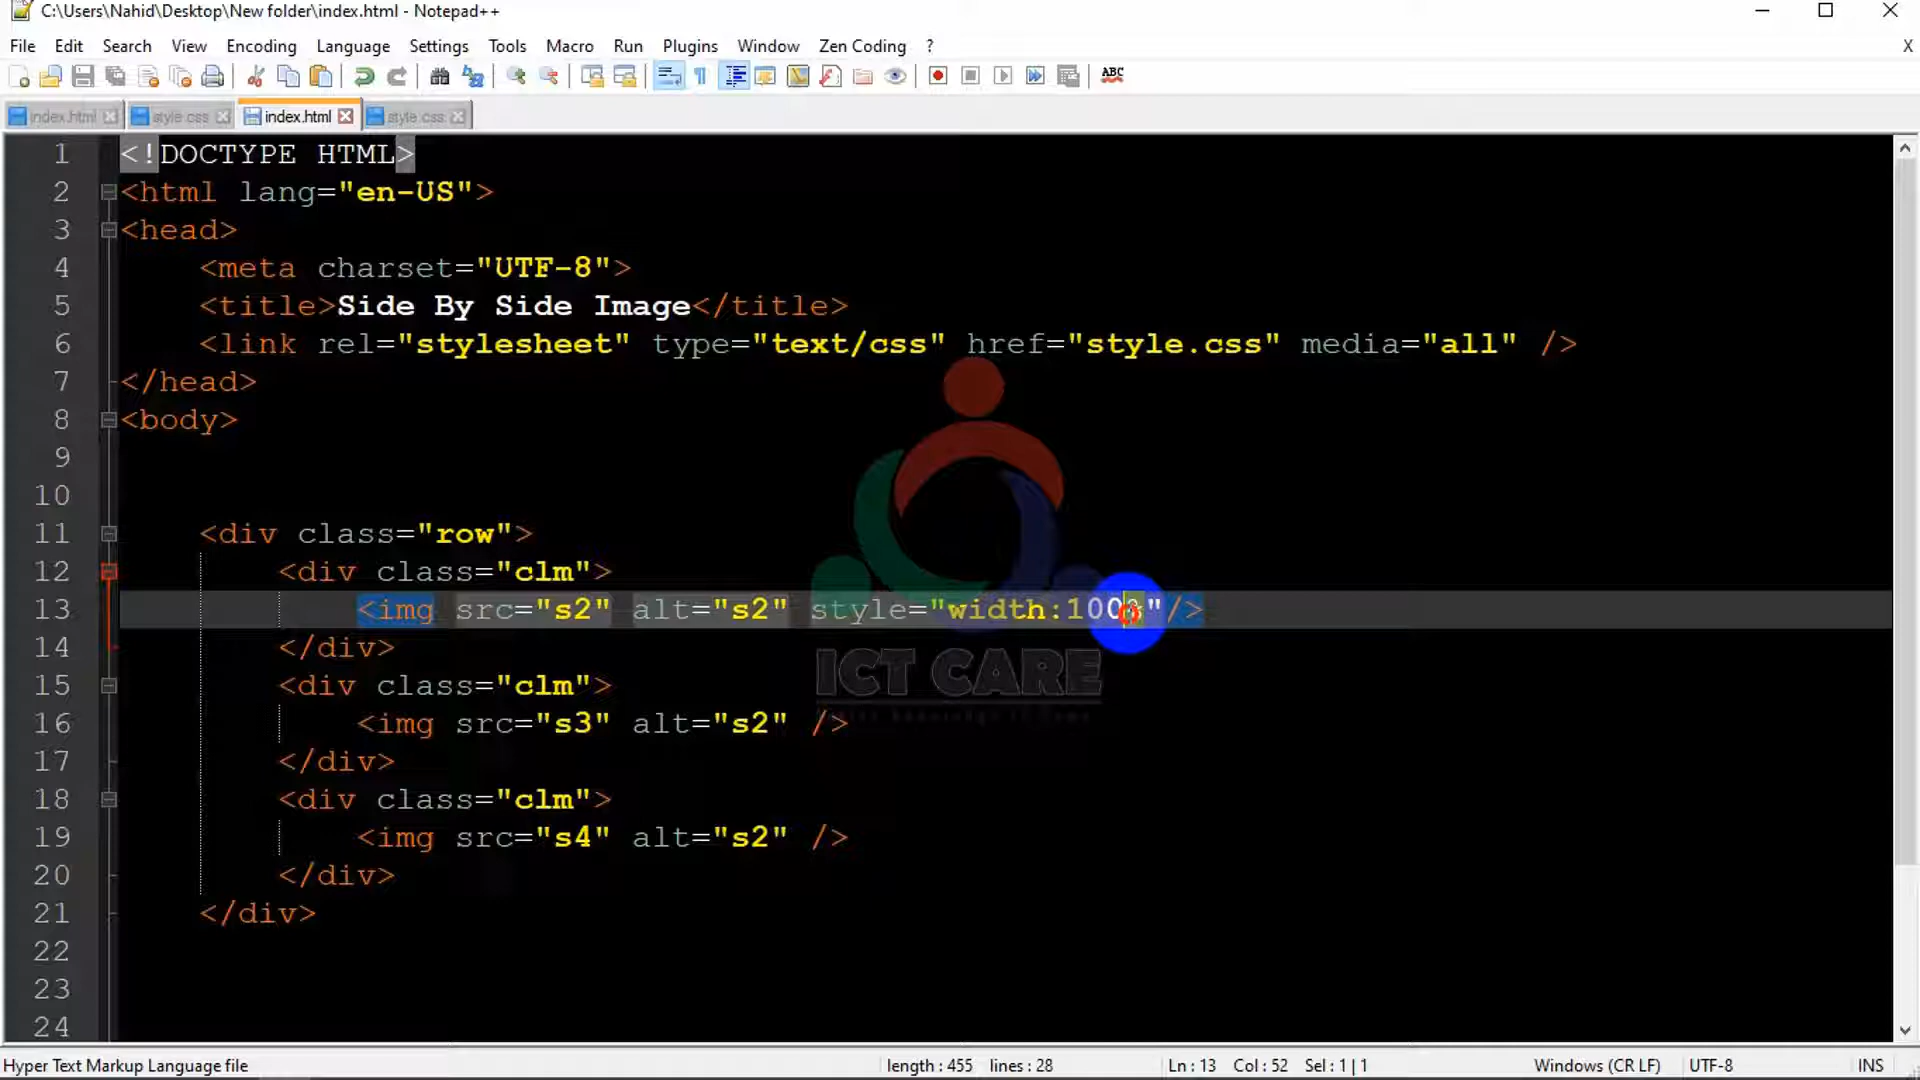 C:\Users\Nahid\Desktop\New folder\index.html - Notepad++
File Edit Search View Encoding Language Settings Tools Macro Run Plugins Window Zen Coding ? X
ABC
index.html style.css index.html style.css
1 <!DOCTYPE HTML>
2 <html lang="en-US">
3 <head>
4 <meta charset="UTF-8">
5 <title>Side By Side Image</title>
6 <link rel="stylesheet" type="text/css" href="style.css" media="all" />
7 </head>
8 <body>
9
10
11 <div class="row">
12 <div class="clm">
13 <img src="s2" alt="s2" style="width:100%"/>
14 </div>
ICT CARE
15 <div class="clm">
16 <img src="s3" alt="s2" />
17 </div>
18 <div class="clm">
19 <img src="s4" alt="s2" />
20 </div>
21 </div>
22
23
24
Hyper Text Markup Language file length : 455 lines : 28 Ln : 13 Col : 52 Sel : 1 | 1 Windows (CR LF) UTF-8 INS